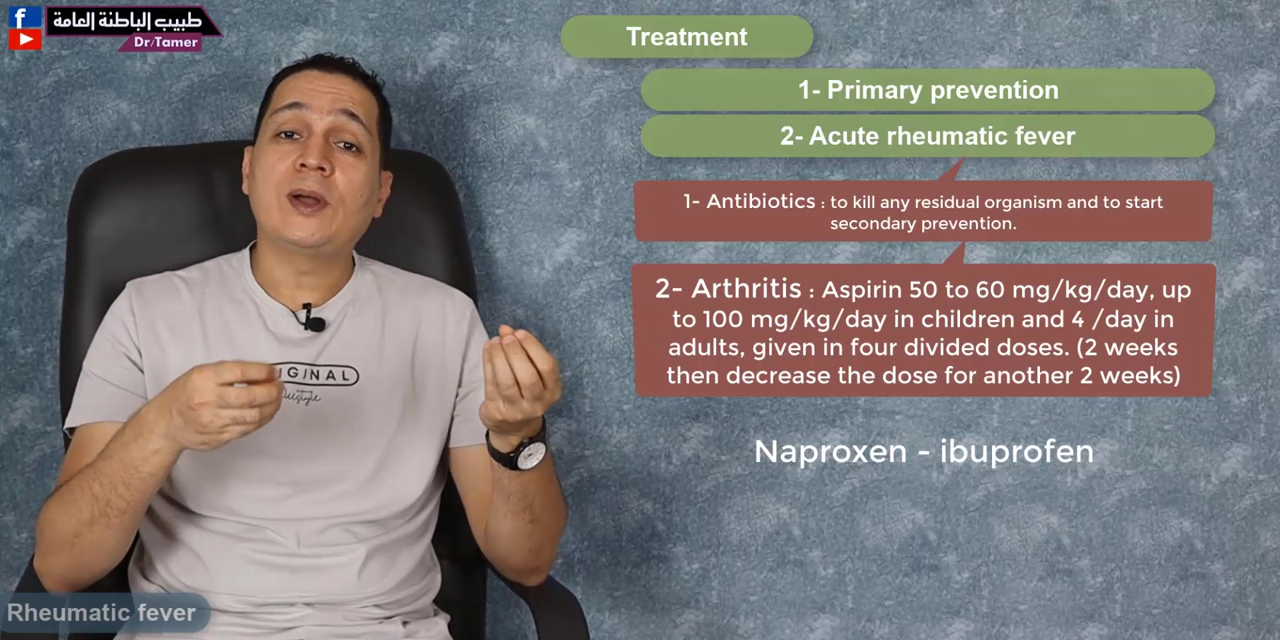 طبيب الباطنة العامة
Dr/Tamer
Treatment
1- Primary prevention
2- Acute rheumatic fever
1- Antibiotics : to kill any residual organism and to start
secondary prevention.
2- Arthritis : Aspirin 50 to 60 mg/kg/day, up
to 100 mg/kg/day in children and 4 /day in
adults, given in four divided doses. (2 weeks
then decrease the dose for another 2 weeks)
Naproxen - ibuprofen
IGINAL
Rheumatic fever